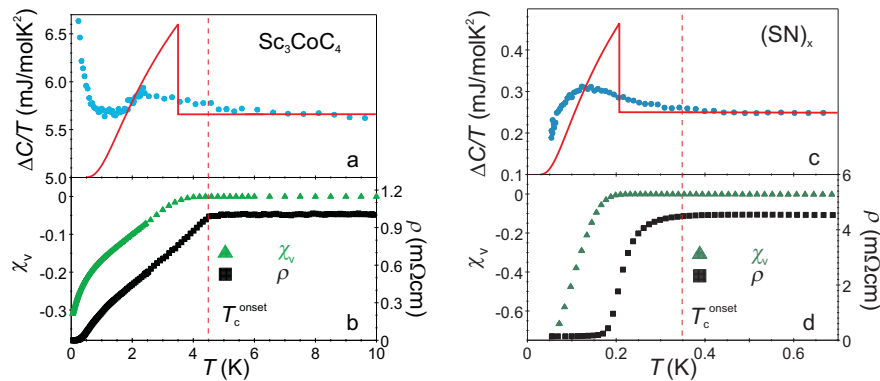 Sc₃CoC₄
ΔC/T (mJ/molK²)
6.5
6.0
5.5
5.0
a
χᵥ
0
-0.1
-0.2
-0.3
1.2
0.9
0.6
0.3
0
ρ (mΩcm)
χᵥ
ρ
T_c^onset
b
0
2
4
6
8
10
T (K)
(SN)ₓ
ΔC/T (mJ/molK²)
0.4
0.3
0.2
0.1
c
χᵥ
0
-0.2
-0.4
-0.6
6
4
2
0
ρ (mΩcm)
χᵥ
ρ
T_c^onset
d
0
0.2
0.4
0.6
T (K)